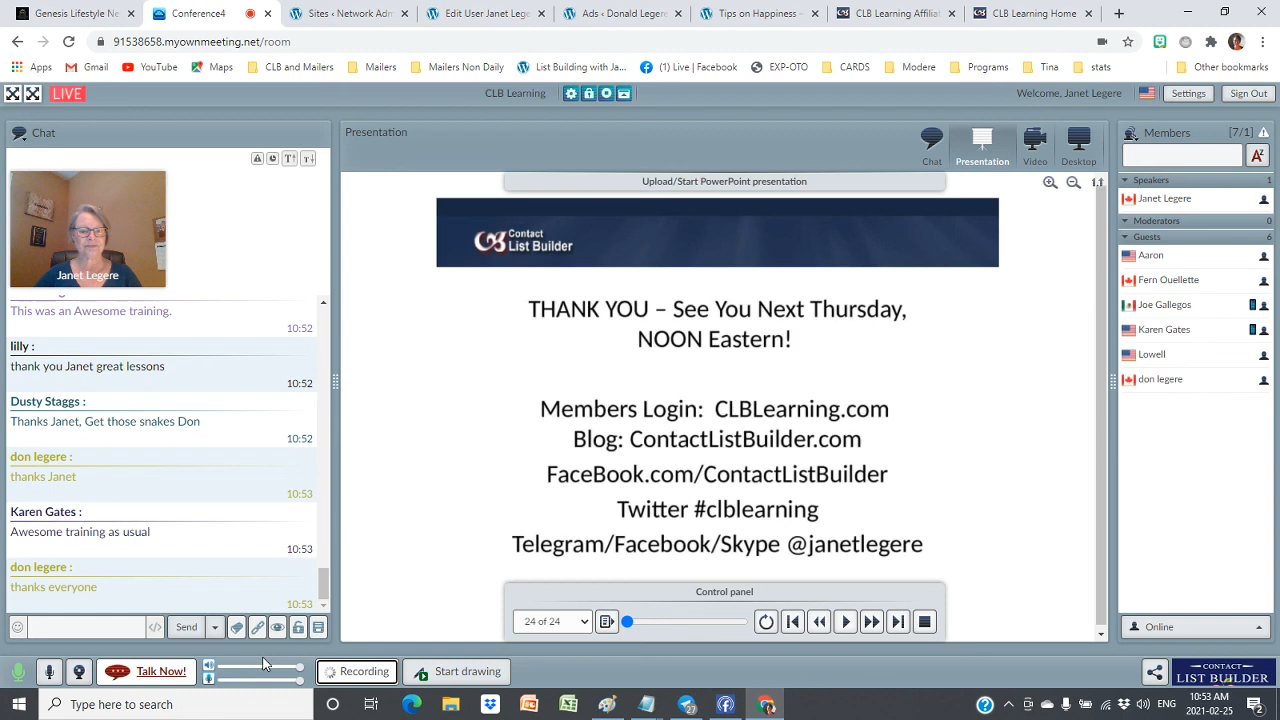 Genesis Legacy Ne
Conference4
Sites ‹ Network Adm
User Janet Lege
‹ Donald Legere
Posts on Happiness –
CLB Learning Affiliat
CLB Learning Home
91538658.myownmeeting.net/room
Apps
Gmail
YouTube
Maps
CLB and Mailers
Mailers
Mailers Non Daily
List Building with Ja...
(1) Live | Facebook
EXP-OTO
CARDS
Modere
Programs
Tina
stats
Other bookmarks
LIVE
CLB Learning
Welcome, Janet Legere
Settings
Sign Out
Chat
Janet Legere
This was an Awesome training.
10:52
lilly :
thank you Janet great lessons
10:52
Dusty Staggs :
Thanks Janet, Get those snakes Don
10:52
don legere :
thanks Janet
10:53
Karen Gates :
Awesome training as usual
10:53
don legere :
thanks everyone
10:53
Send
Presentation
Chat
Presentation
Video
Desktop
Upload/Start PowerPoint presentation
1:1
Contact
List Builder
THANK YOU – See You Next Thursday,
NOON Eastern!
Members Login: CLBLearning.com
Blog: ContactListBuilder.com
FaceBook.com/ContactListBuilder
Twitter #clblearning
Telegram/Facebook/Skype @janetlegere
Control panel
24 of 24
Members
[7/1]
Speakers
1
Janet Legere
Moderators
0
Guests
6
Aaron
Fern Ouellette
Joe Gallegos
Karen Gates
Lowell
don legere
Online
Talk Now!
Recording
Start drawing
CONTACT
LIST BUILDER
Type here to search
27
ENG
10:53 AM
2021-02-25
2